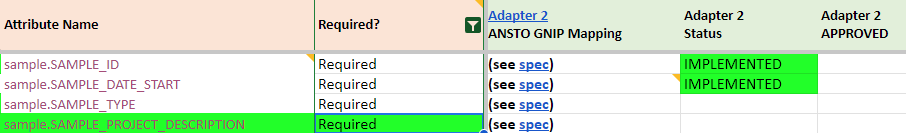 Attribute Name Required? Adapter 2 Adapter 2 Adapter 2
ANSTO GNIP Mapping Status APPROVED
sample.SAMPLE_ID Required (see spec) IMPLEMENTED
sample.SAMPLE_DATE_START Required (see spec) IMPLEMENTED
sample.SAMPLE_TYPE Required (see spec)
sample.SAMPLE_PROJECT_DESCRIPTION Required (see spec)